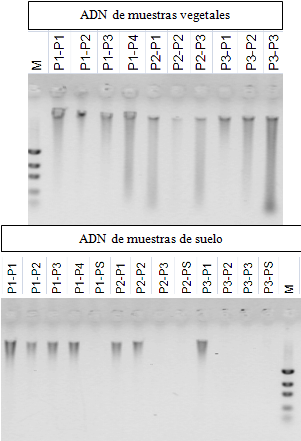 ADN de muestras vegetales
M P1-P1 P1-P2 P1-P3 P1-P4 P2-P1 P2-P2 P2-P3 P3-P1 P3-P2 P3-P3
ADN de muestras de suelo
P1-P1 P1-P2 P1-P3 P1-P4 P1-PS P2-P1 P2-P2 P2-P3 P2-PS P3-P1 P3-P2 P3-P3 P3-PS M